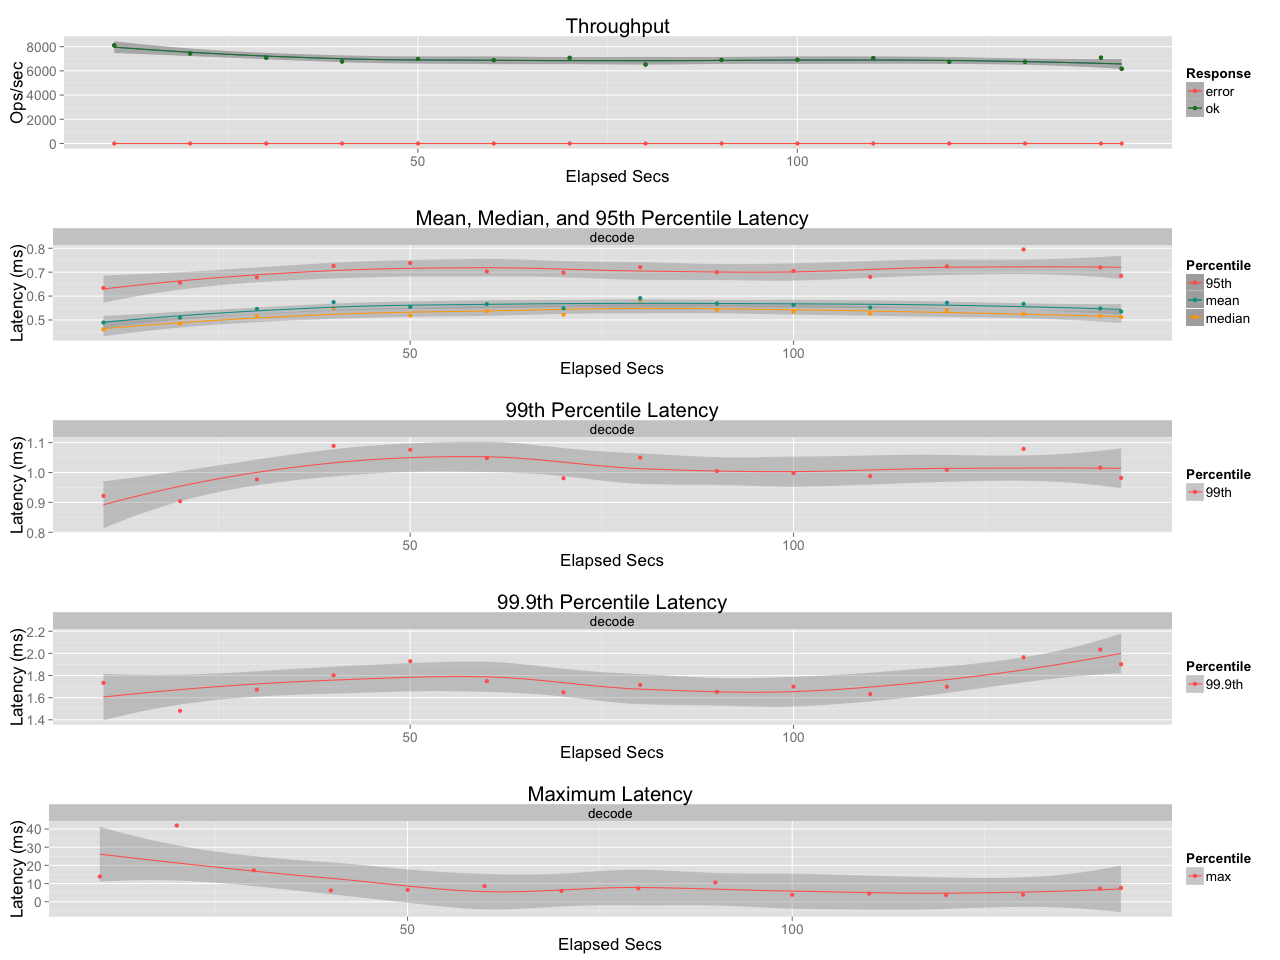 Throughput
8000
6000
4000
2000
0
Ops/sec
50
100
Elapsed Secs
Response
error
ok
Mean, Median, and 95th Percentile Latency
decode
0.8
0.7
0.6
0.5
Latency (ms)
50
100
Elapsed Secs
Percentile
95th
mean
median
99th Percentile Latency
decode
1.1
1.0
0.9
0.8
Latency (ms)
50
100
Elapsed Secs
Percentile
99th
99.9th Percentile Latency
decode
2.2
2.0
1.8
1.6
1.4
Latency (ms)
50
100
Elapsed Secs
Percentile
99.9th
Maximum Latency
decode
40
30
20
10
0
Latency (ms)
50
100
Elapsed Secs
Percentile
max